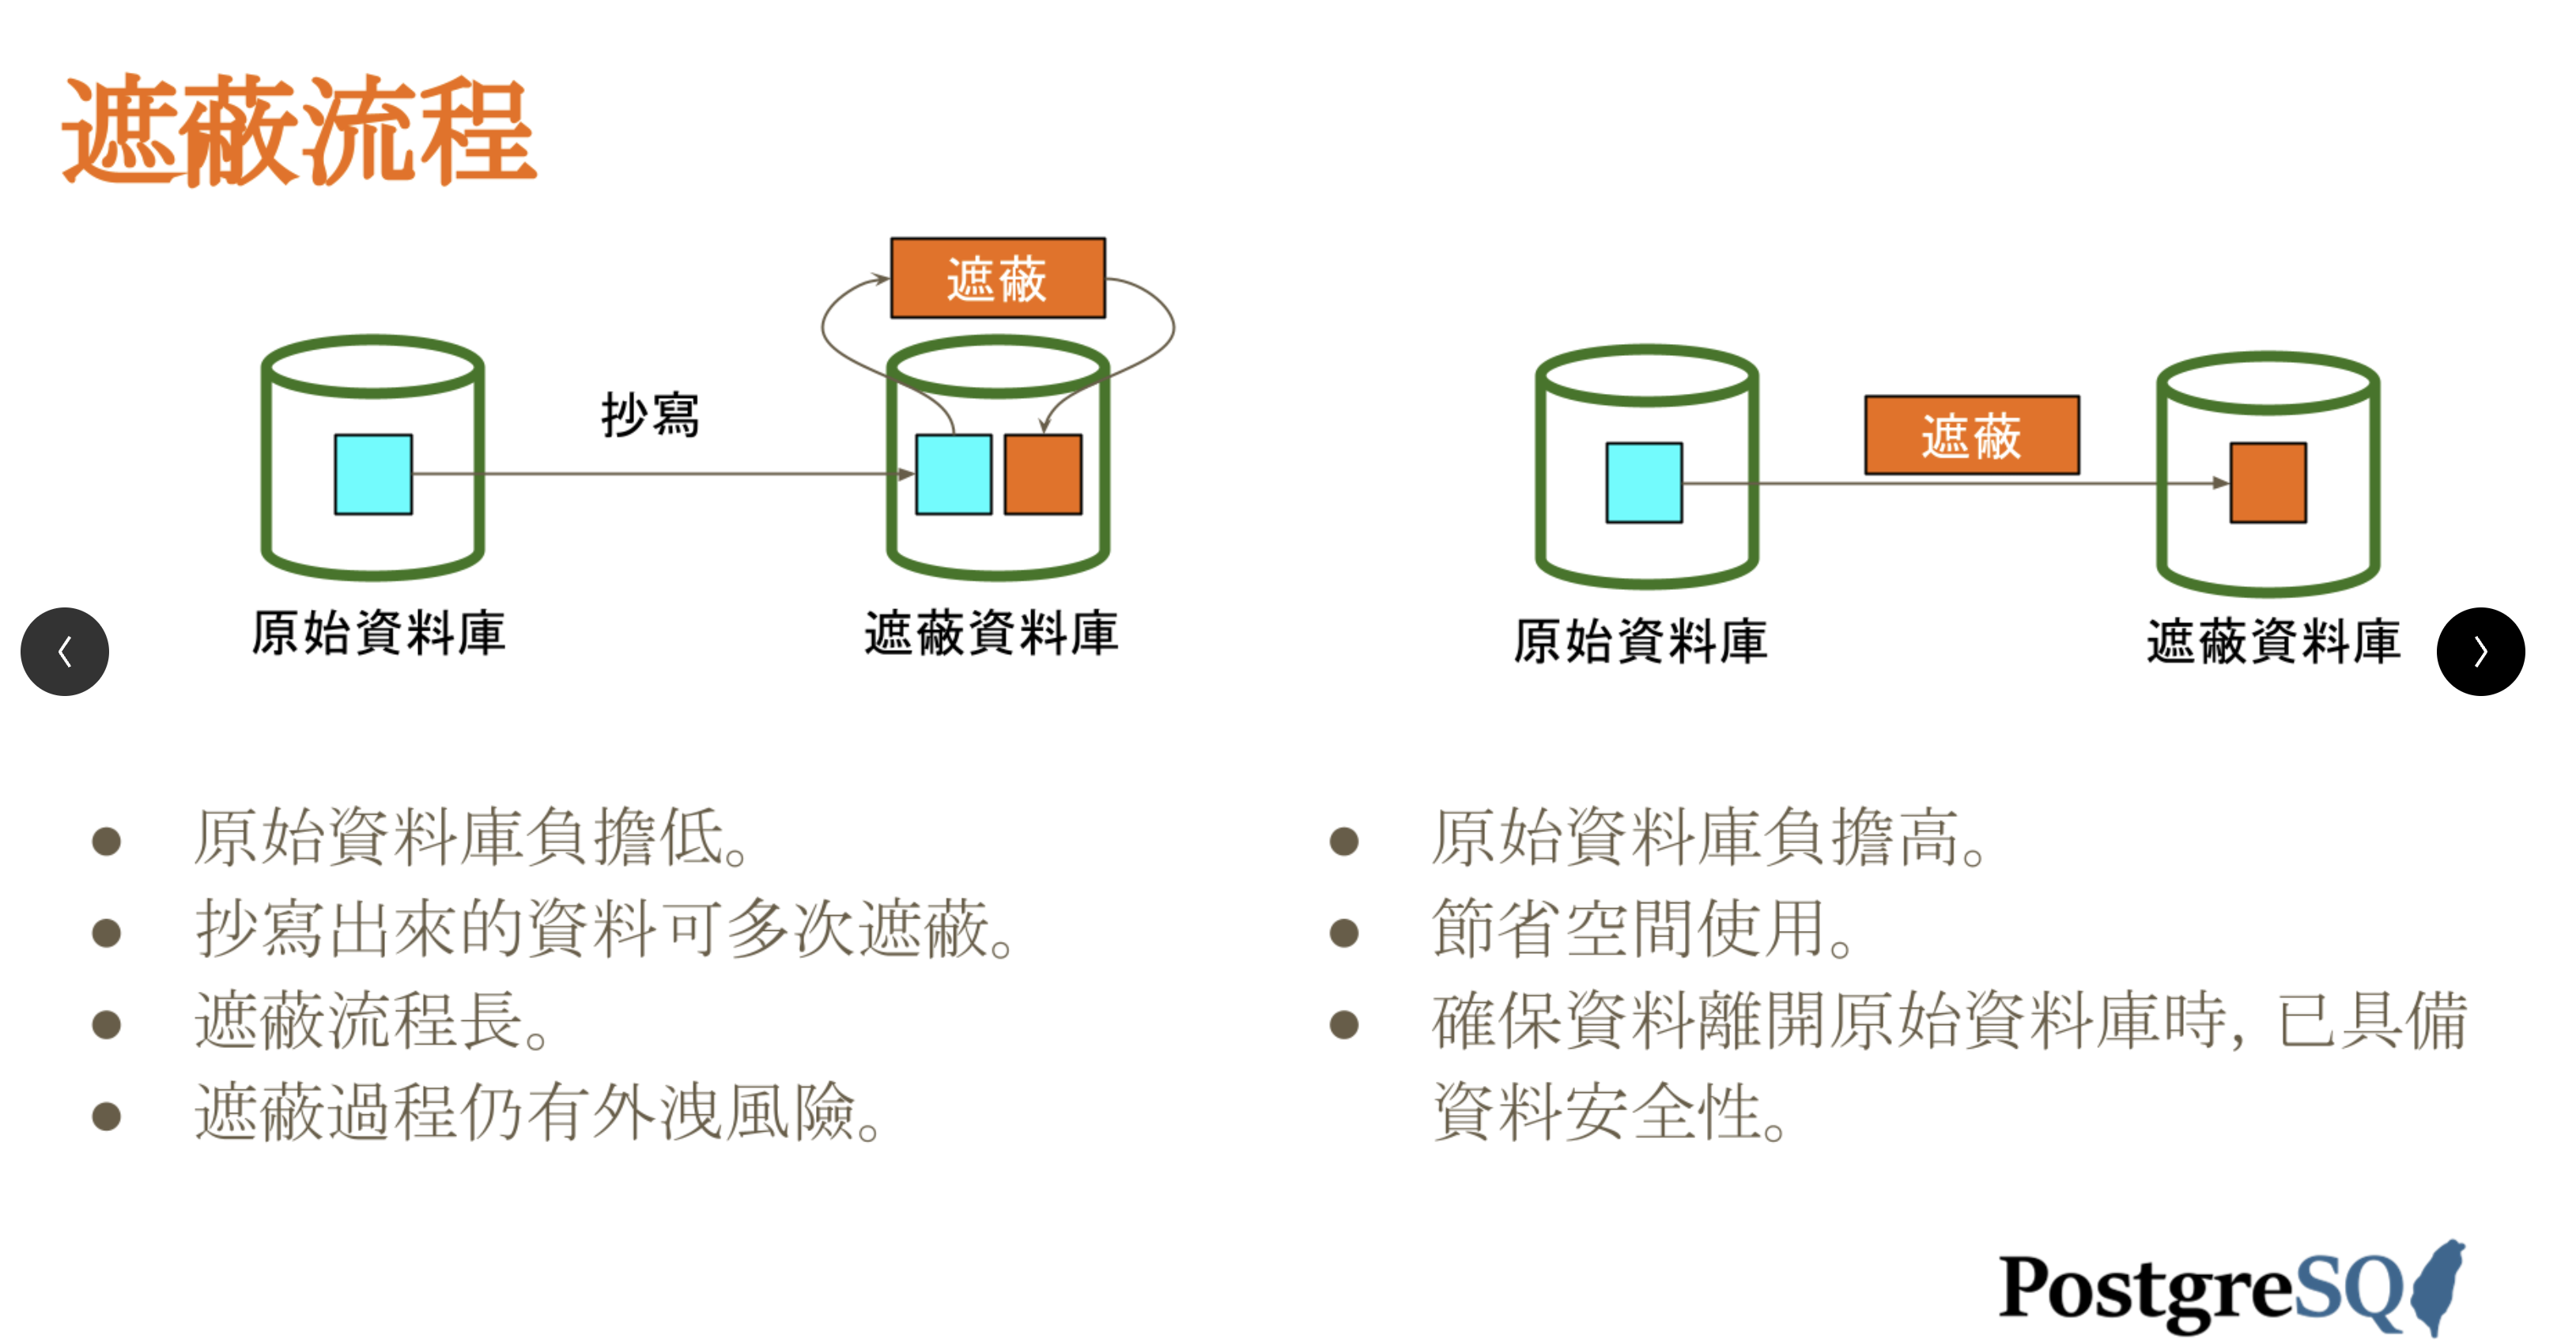 遮蔽流程
遮蔽
抄寫
原始資料庫
遮蔽資料庫
遮蔽
原始資料庫
遮蔽資料庫
原始資料庫負擔低。
抄寫出來的資料可多次遮蔽。
遮蔽流程長。
遮蔽過程仍有外洩風險。
原始資料庫負擔高。
節省空間使用。
確保資料離開原始資料庫時, 已具備
資料安全性。
PostgreSQ